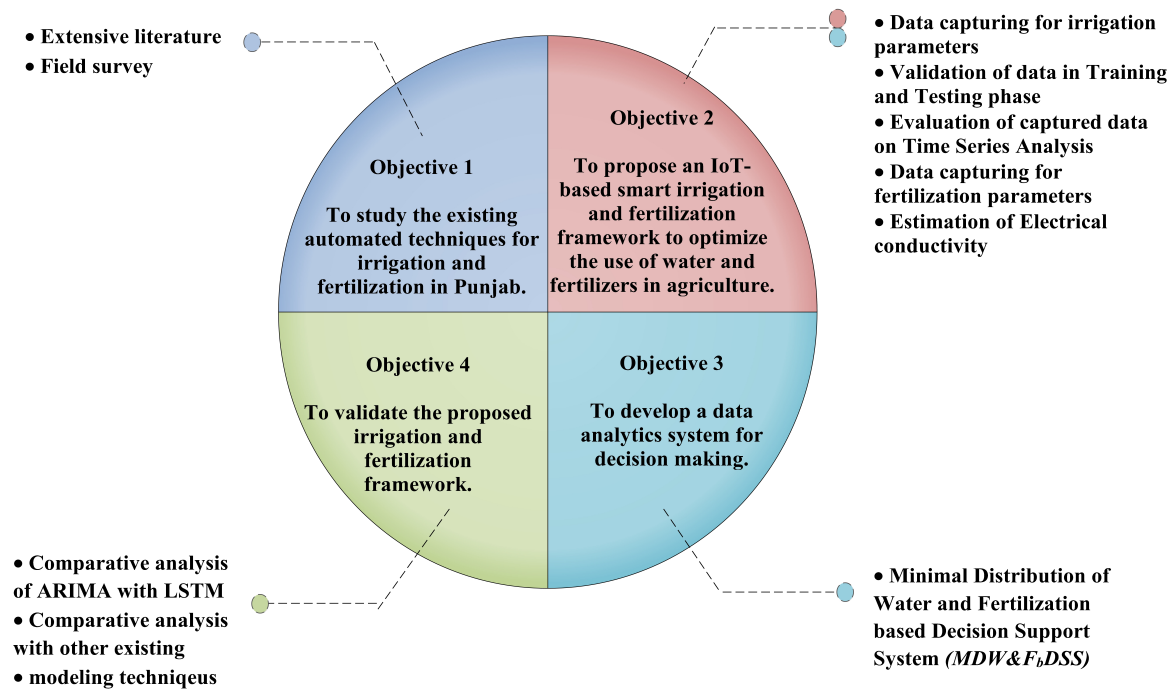 • Extensive literature
• Field survey
Objective 1
To study the existing
automated techniques for
irrigation and
fertilization in Punjab.
Objective 2
To propose an IoT-
based smart irrigation
and fertilization
framework to optimize
the use of water and
fertilizers in agriculture.
• Data capturing for irrigation
parameters
• Validation of data in Training
and Testing phase
• Evaluation of captured data
on Time Series Analysis
• Data capturing for
fertilization parameters
• Estimation of Electrical
conductivity
Objective 4
To validate the proposed
irrigation and
fertilization
framework.
Objective 3
To develop a data
analytics system for
decision making.
• Comparative analysis
of ARIMA with LSTM
• Comparative analysis
with other existing
• modeling techniqeus
• Minimal Distribution of
Water and Fertilization
based Decision Support
System (MDW&FbDSS)